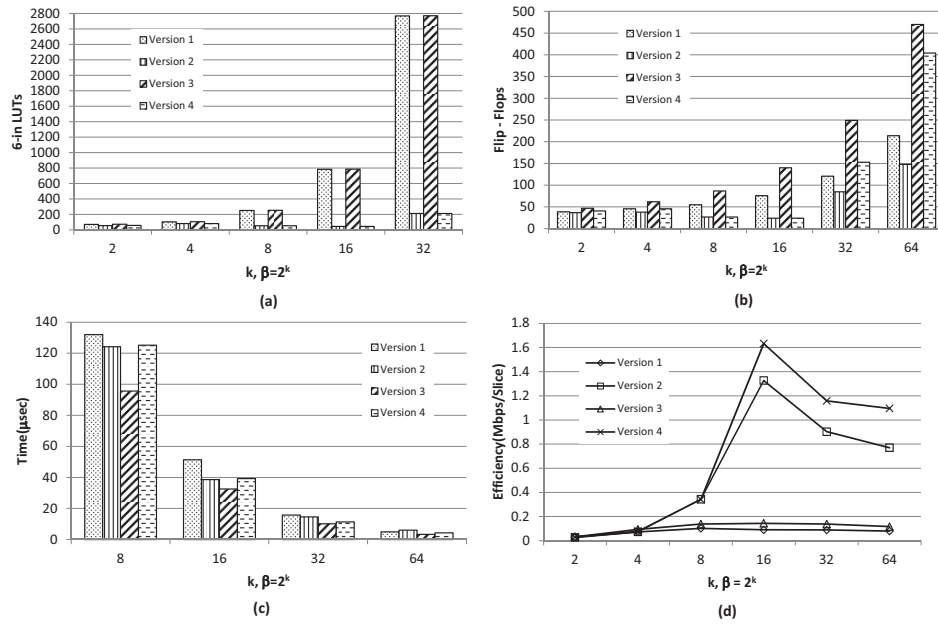 2800
2600
2400
2200
2000
1800
1600
1400
1200
1000
800
600
400
200
0
6-in LUTs
Version 1
Version 2
Version 3
Version 4
2 4 8 16 32
k, β=2ᵏ
(a)
500
450
400
350
300
250
200
150
100
50
0
Flip - Flops
Version 1
Version 2
Version 3
Version 4
2 4 8 16 32 64
k, β=2ᵏ
(b)
140
120
100
80
60
40
20
0
Time(μsec)
Version 1
Version 2
Version 3
Version 4
8 16 32 64
k, β=2ᵏ
(c)
1.8
1.6
1.4
1.2
1
0.8
0.6
0.4
0.2
0
Efficiency(Mbps/Slice)
Version 1
Version 2
Version 3
Version 4
2 4 8 16 32 64
k, β = 2ᵏ
(d)